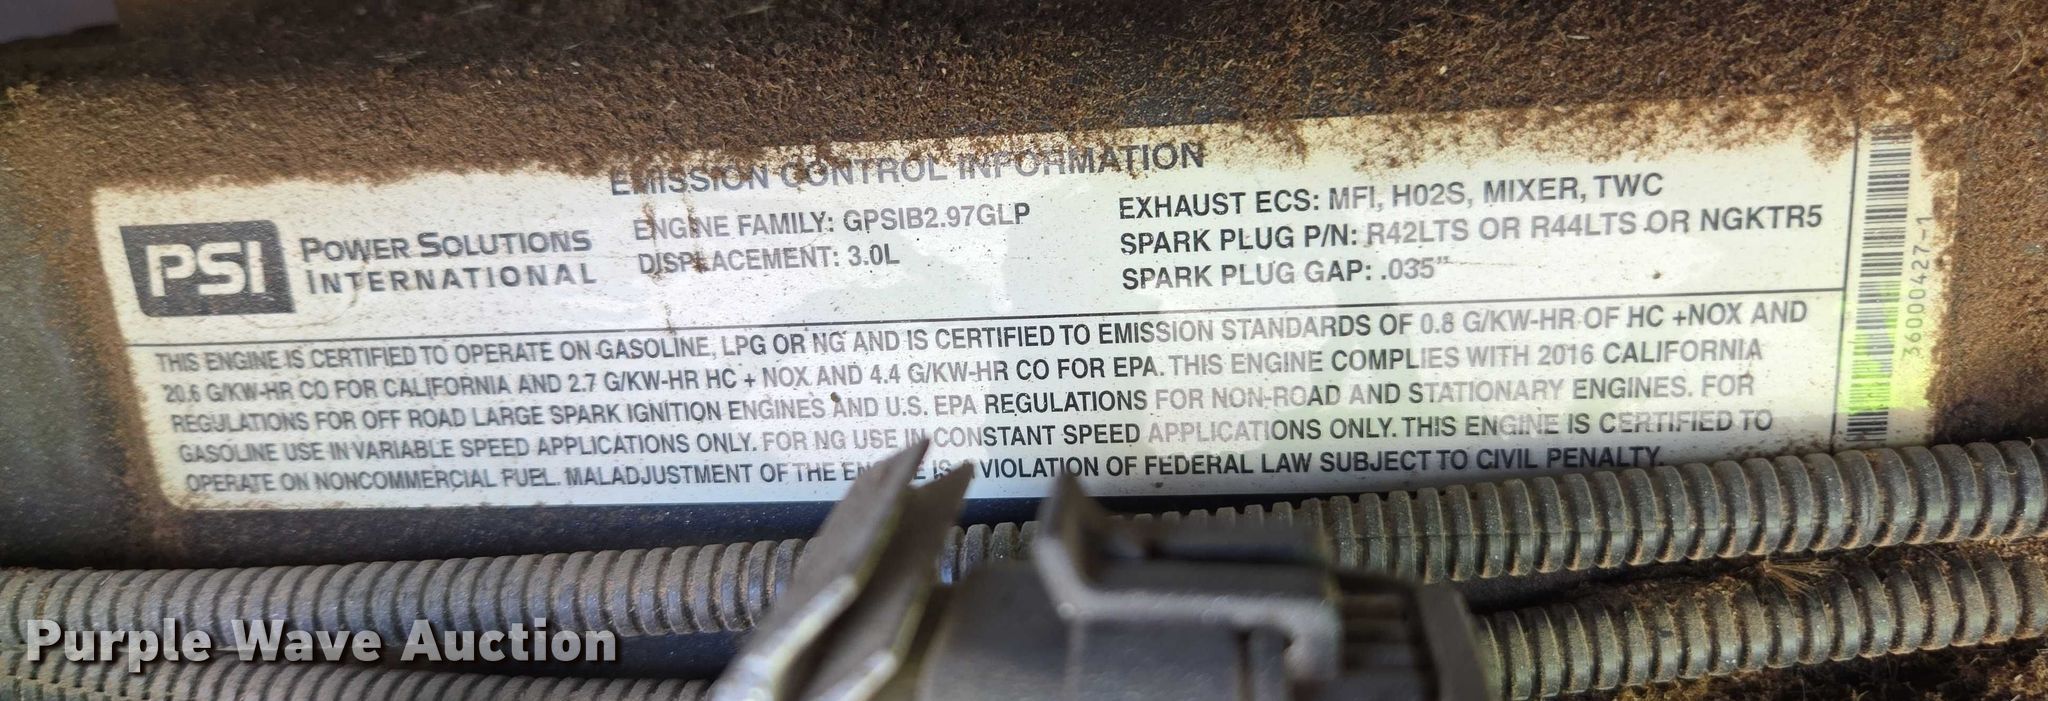 EMISSION CONTROL INFORMATION
PSI POWER SOLUTIONS INTERNATIONAL
ENGINE FAMILY: GPSIB2.97GLP
DISPLACEMENT: 3.0L
EXHAUST ECS: MFI, H02S, MIXER, TWC
SPARK PLUG P/N: R42LTS OR R44LTS OR NGKTR5
SPARK PLUG GAP: .035"
THIS ENGINE IS CERTIFIED TO OPERATE ON GASOLINE, LPG OR NG AND IS CERTIFIED TO EMISSION STANDARDS OF 0.8 G/KW-HR OF HC +NOX AND
20.6 G/KW-HR CO FOR CALIFORNIA AND 2.7 G/KW-HR HC + NOX AND 4.4 G/KW-HR CO FOR EPA. THIS ENGINE COMPLIES WITH 2016 CALIFORNIA
REGULATIONS FOR OFF ROAD LARGE SPARK IGNITION ENGINES AND U.S. EPA REGULATIONS FOR NON-ROAD AND STATIONARY ENGINES. FOR
GASOLINE USE IN VARIABLE SPEED APPLICATIONS ONLY. FOR NG USE IN CONSTANT SPEED APPLICATIONS ONLY. THIS ENGINE IS CERTIFIED TO
OPERATE ON NONCOMMERCIAL FUEL. MALADJUSTMENT OF THE ENGINE IS A VIOLATION OF FEDERAL LAW SUBJECT TO CIVIL PENALTY.
36000427-1
Purple Wave Auction